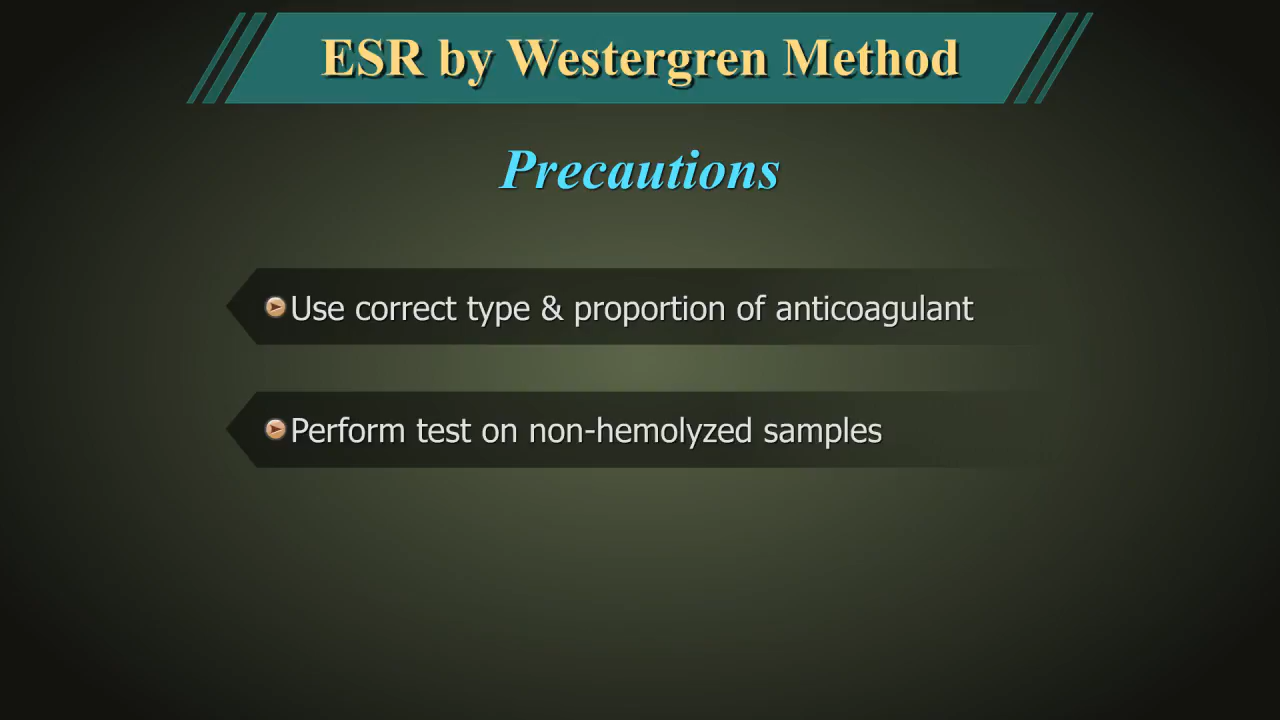 ESR by Westergren Method
Precautions
Use correct type & proportion of anticoagulant
Perform test on non-hemolyzed samples